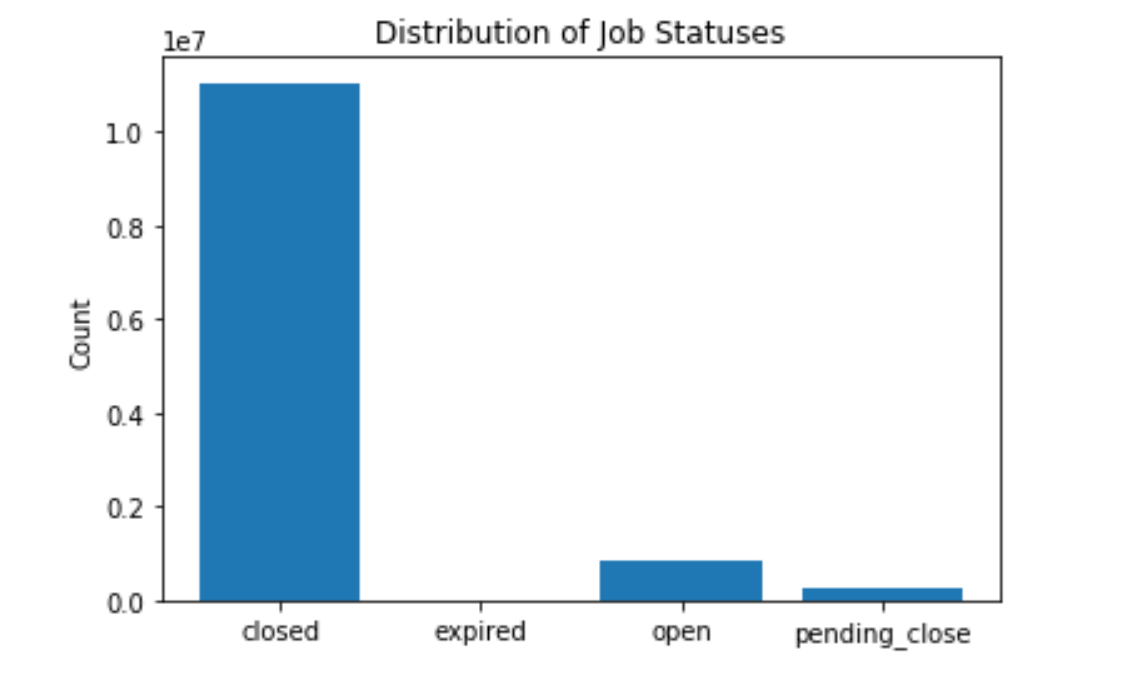 Distribution of Job Statuses
1e7
1.0
0.8
0.6
0.4
0.2
0.0
Count
closed expired open pending_close